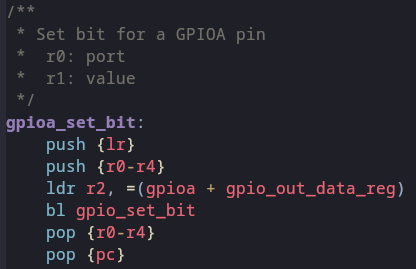 /**
 * Set bit for a GPIOA pin
 *  r0: port
 *  r1: value
 */
gpioa_set_bit:
    push {lr}
    push {r0-r4}
    ldr r2, =(gpioa + gpio_out_data_reg)
    bl gpio_set_bit
    pop {r0-r4}
    pop {pc}